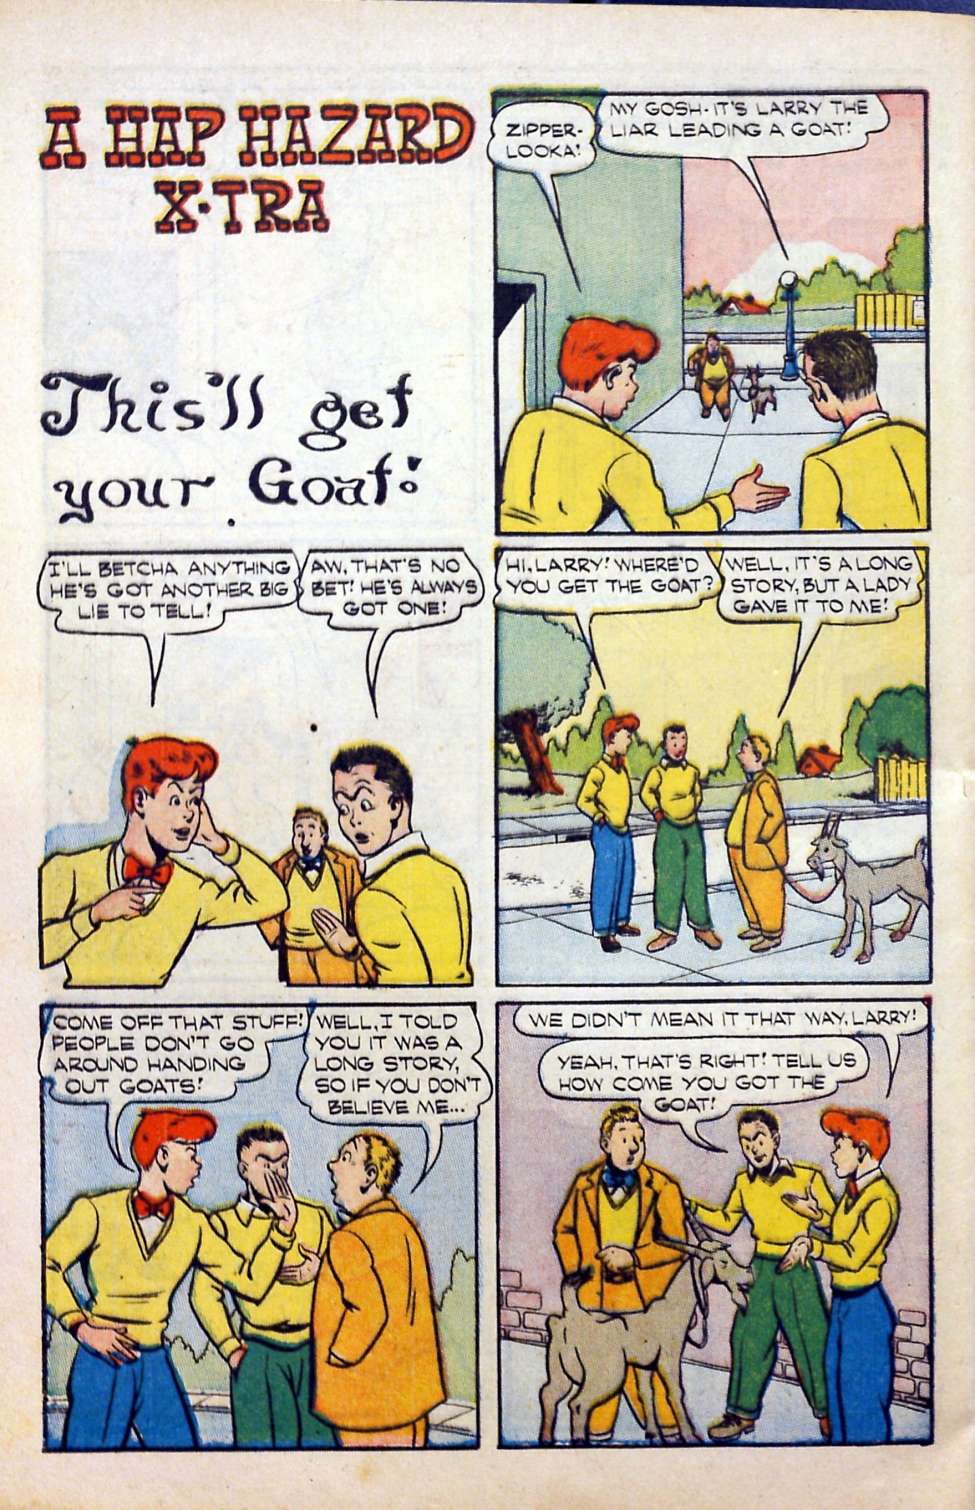 A HAP HAZARD
X-TRA
This'll get
your Goat!
ZIPPER-
LOOKA!
MY GOSH-IT'S LARRY THE
LIAR LEADING A GOAT!
I'LL BETCHA ANYTHING
HE'S GOT ANOTHER BIG
LIE TO TELL!
AW, THAT'S NO
BET! HE'S ALWAYS
GOT ONE!
HI, LARRY! WHERE'D
YOU GET THE GOAT?
WELL, IT'S A LONG
STORY, BUT A LADY
GAVE IT TO ME!
COME OFF THAT STUFF!
PEOPLE DON'T GO
AROUND HANDING
OUT GOATS!
WELL, I TOLD
YOU IT WAS A
LONG STORY,
SO IF YOU DON'T
BELIEVE ME...
WE DIDN'T MEAN IT THAT WAY, LARRY!
YEAH, THAT'S RIGHT! TELL US
HOW COME YOU GOT THE
GOAT!